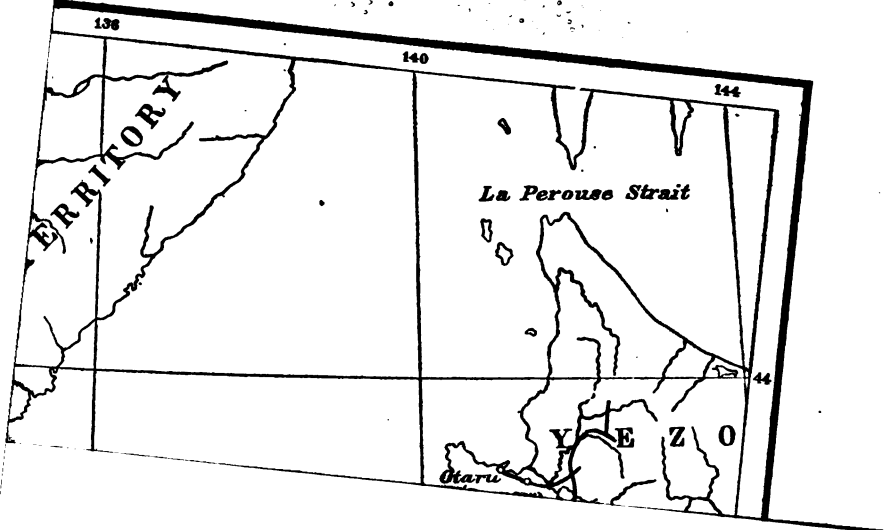 136
140
144
ERRITORY
La Perouse Strait
44
YEZO
Otaru